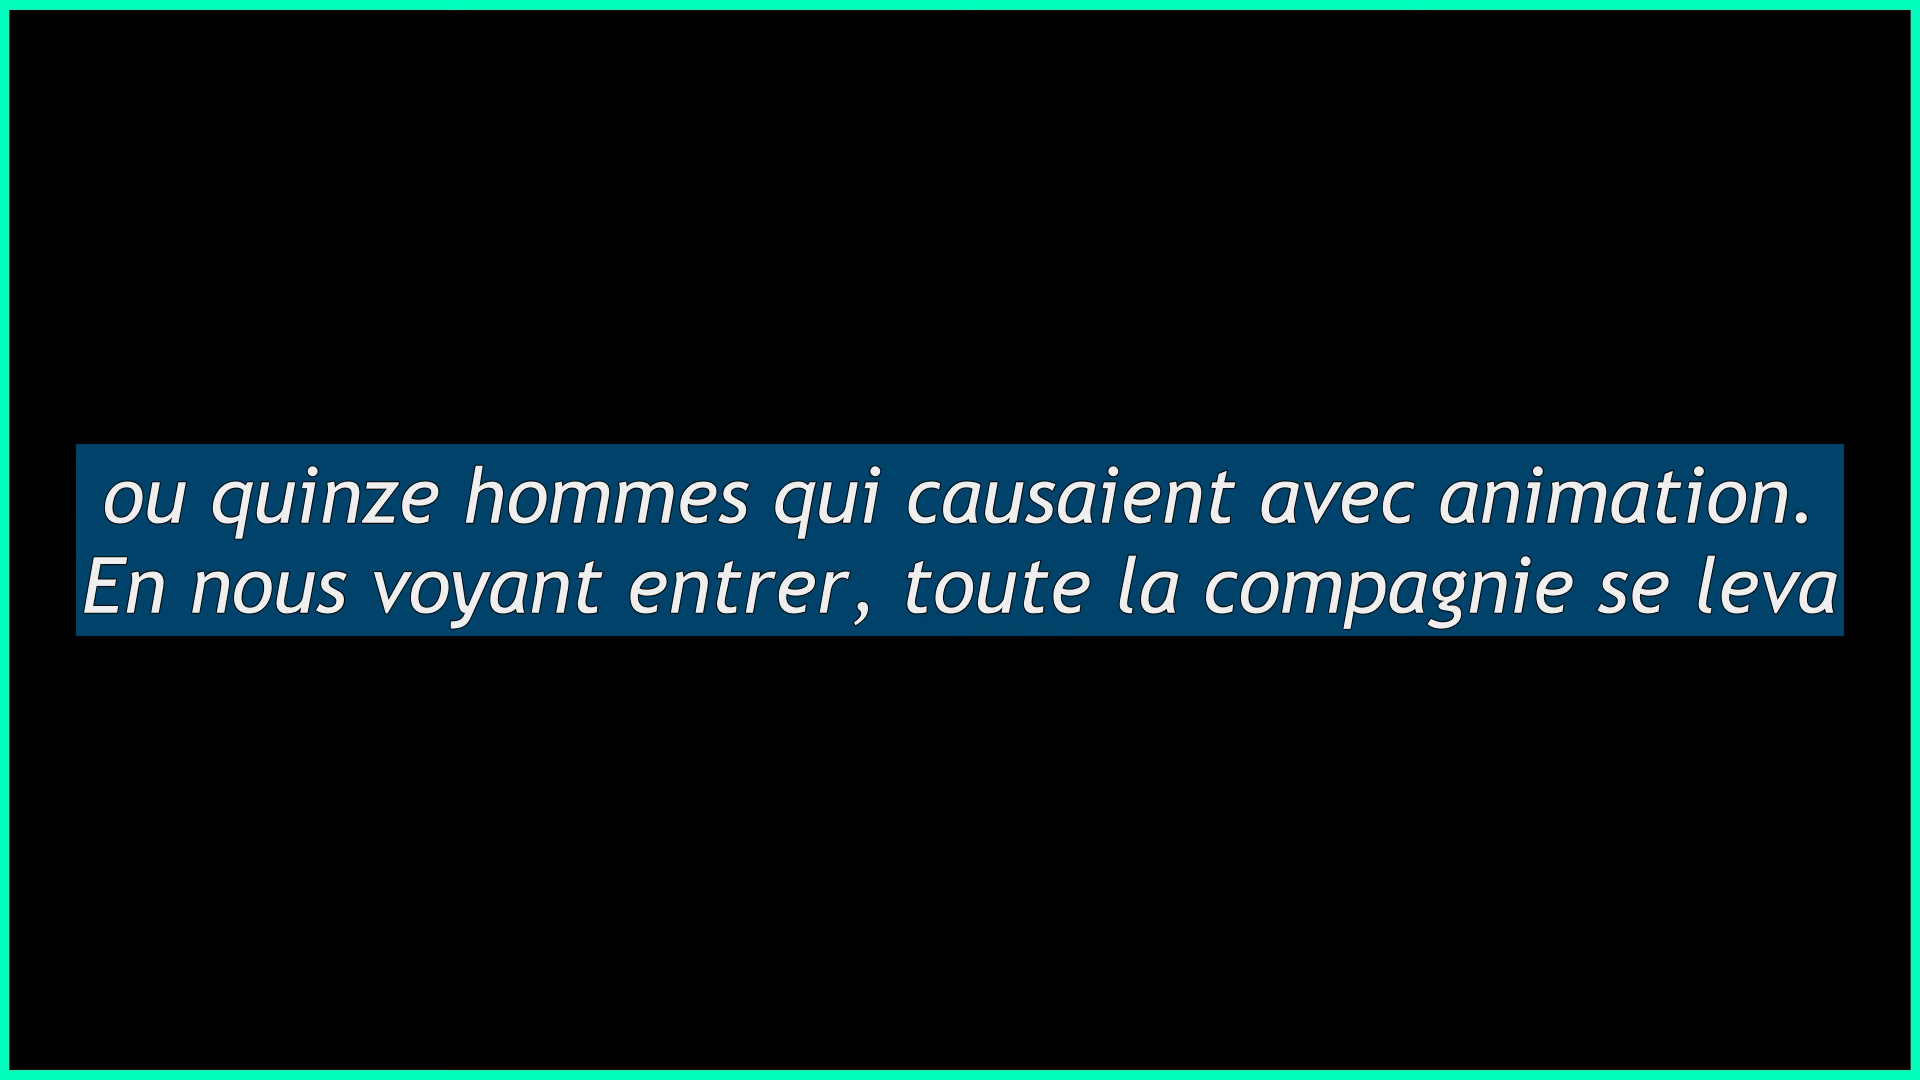 ou quinze hommes qui causaient avec animation.
En nous voyant entrer, toute la compagnie se leva